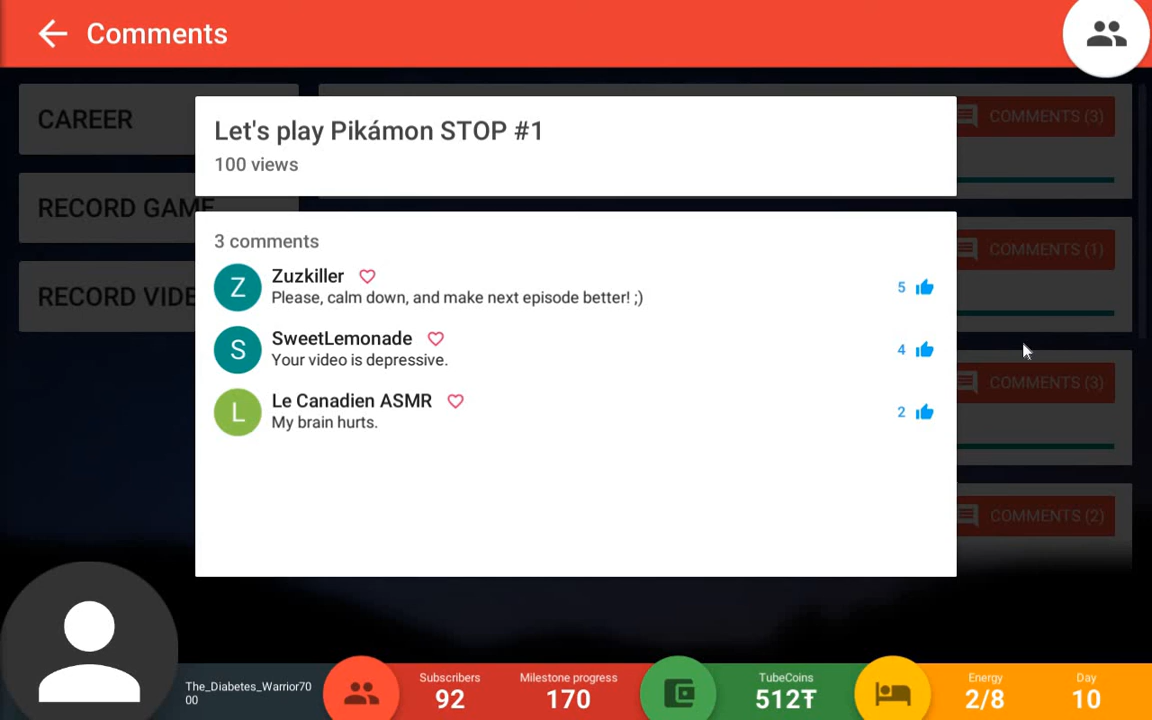 Comments
CAREER
COMMENTS (3)
Let's play Pikámon STOP #1
100 views
RECORD GAME
3 comments
COMMENTS (1)
Z
Zuzkiller
Please, calm down, and make next episode better! ;)
5
RECORD VIDE
S
SweetLemonade
Your video is depressive.
4
COMMENTS (3)
L
Le Canadien ASMR
My brain hurts.
2
COMMENTS (2)
The_Diabetes_Warrior70
00
Subscribers
92
Milestone progress
170
TubeCoins
512Ŧ
Energy
2/8
Day
10